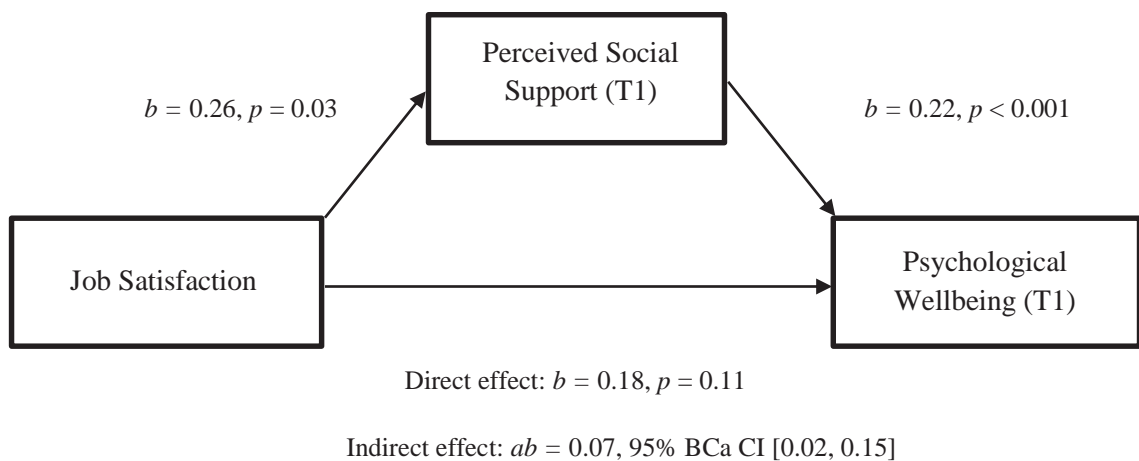 Perceived Social
Support (T1)
b = 0.26, p = 0.03
b = 0.22, p < 0.001
Job Satisfaction
Psychological
Wellbeing (T1)
Direct effect: b = 0.18, p = 0.11
Indirect effect: ab = 0.07, 95% BCa CI [0.02, 0.15]